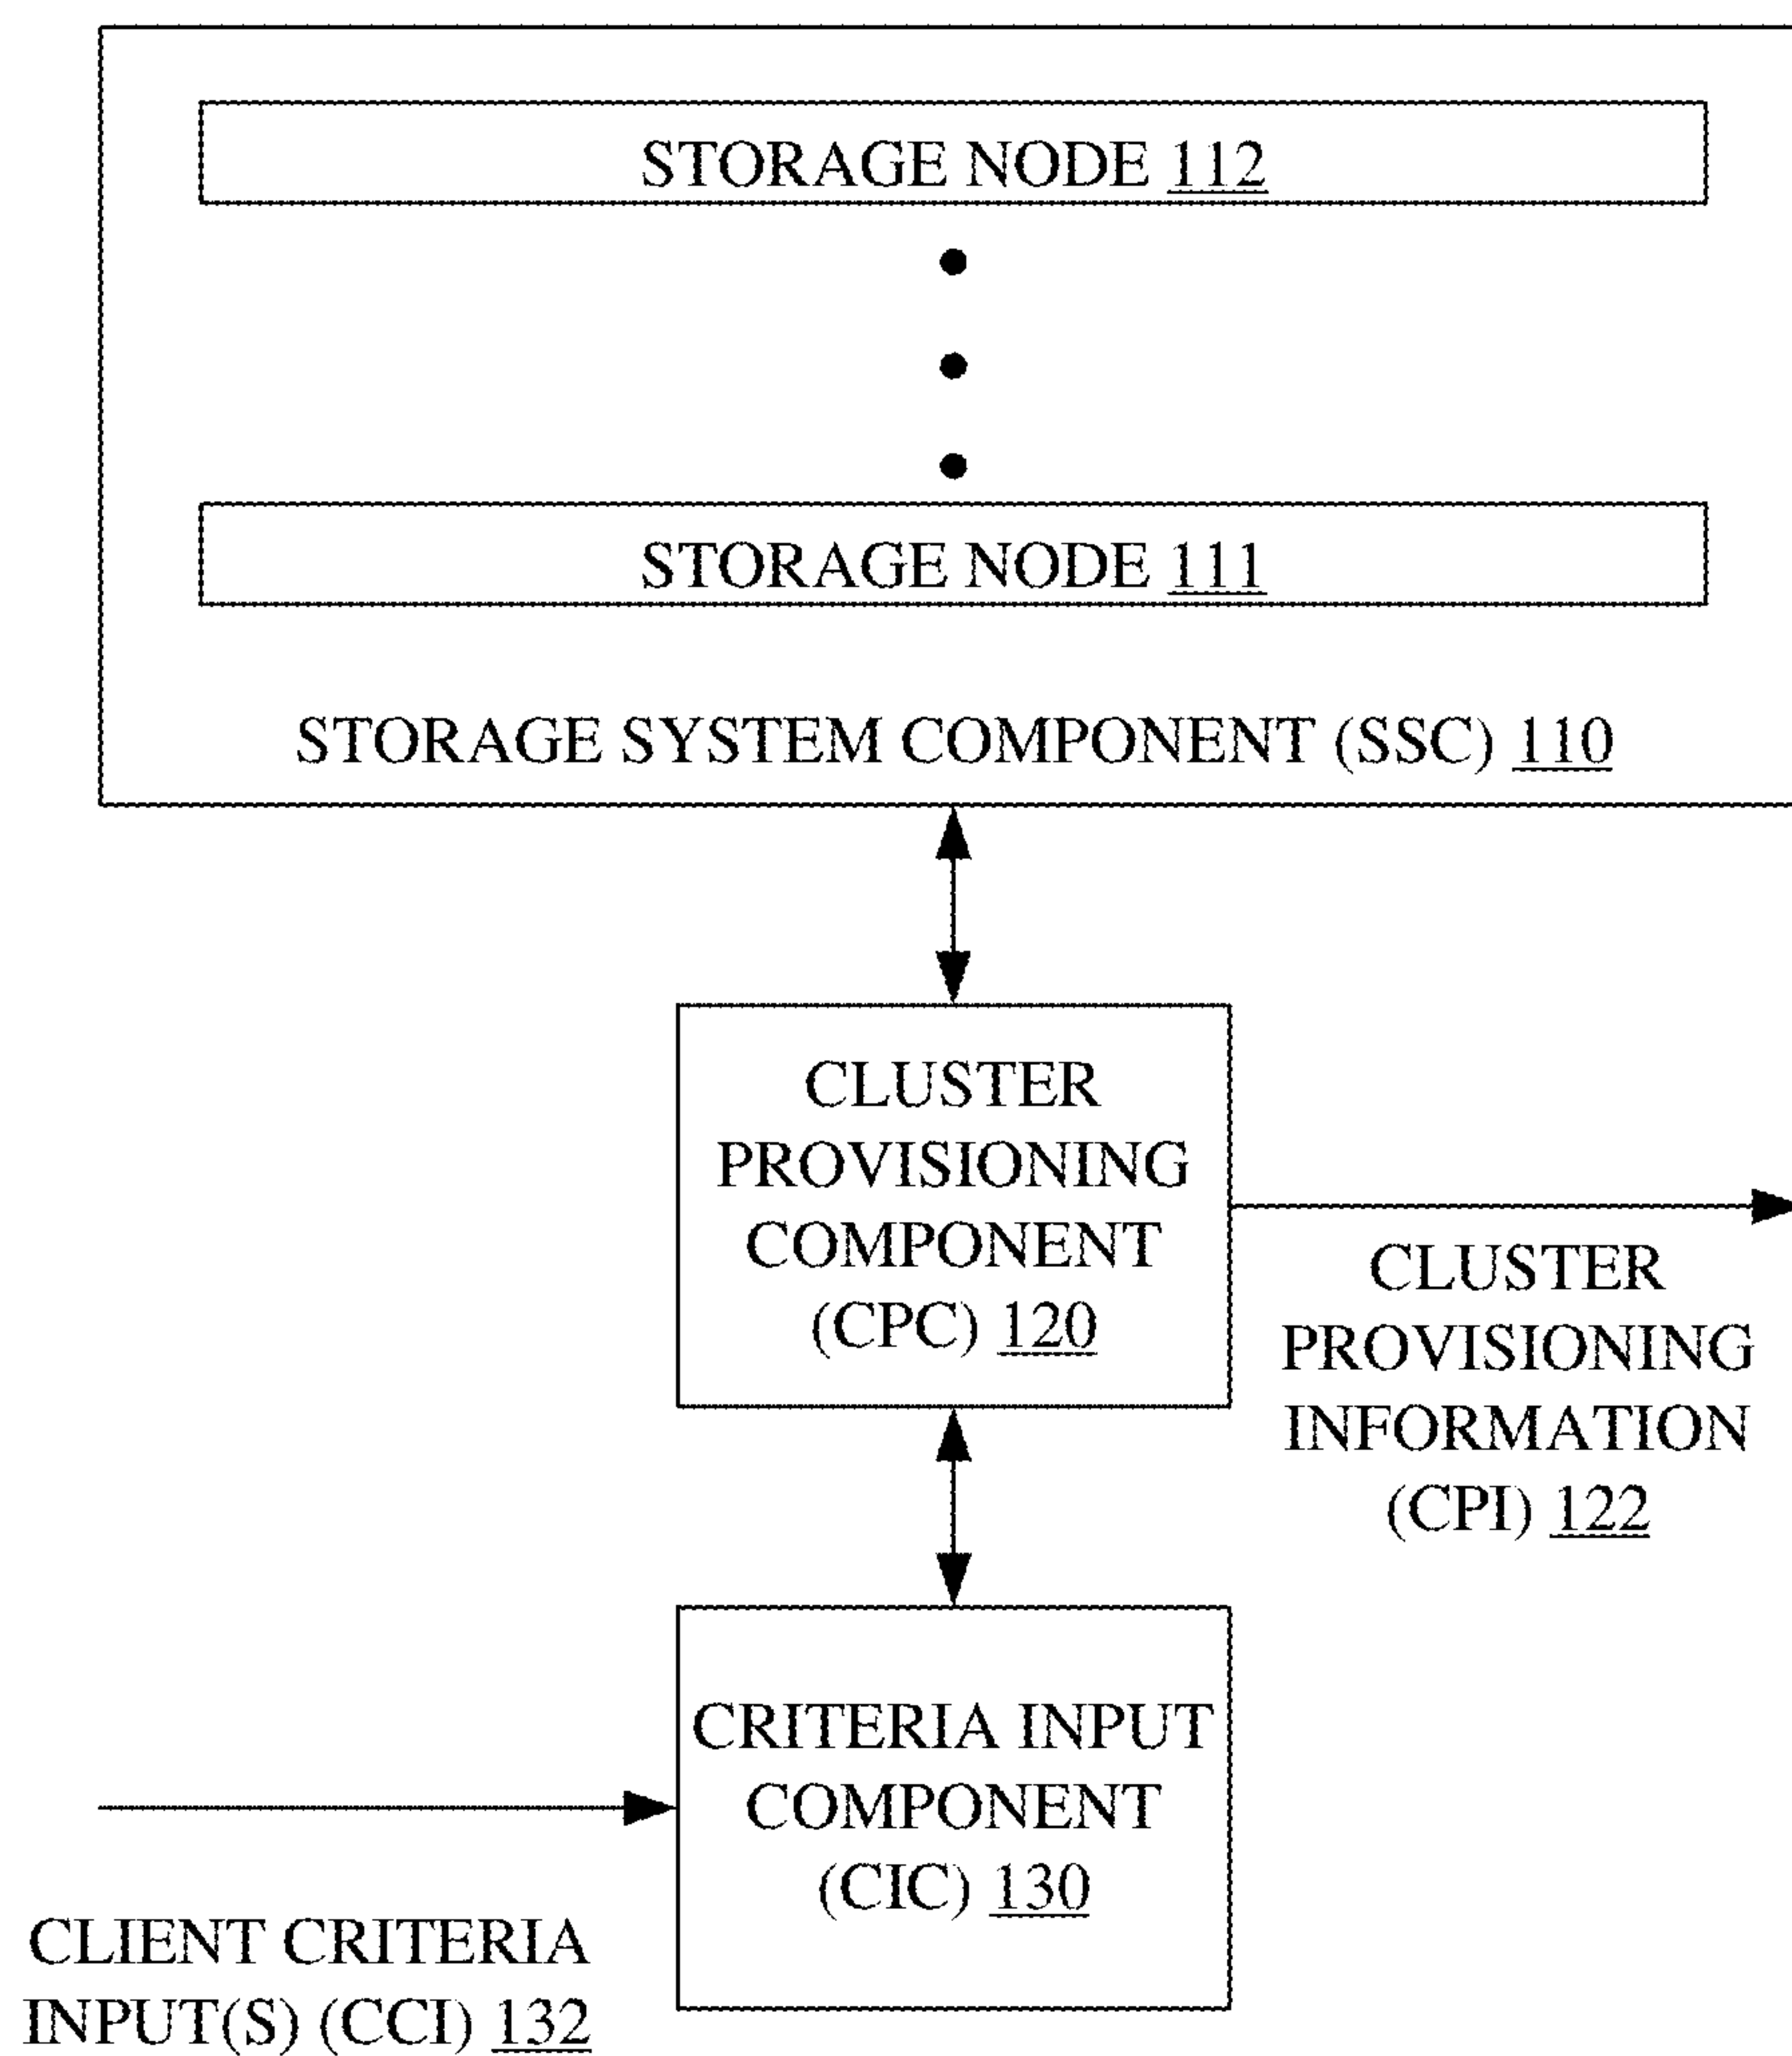 STORAGE NODE 112
STORAGE NODE 111
STORAGE SYSTEM COMPONENT (SSC) 110
CLUSTER
PROVISIONING
COMPONENT
(CPC) 120
CLUSTER
PROVISIONING
INFORMATION
(CPI) 122
CRITERIA INPUT
COMPONENT
(CIC) 130
CLIENT CRITERIA
INPUT(S) (CCI) 132